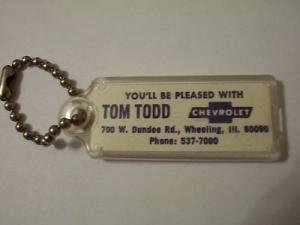 YOU'LL BE PLEASED WITH
TOM TODD CHEVROLET
700 W. Dundee Rd., Wheeling, Ill. 60090
Phone: 537-7000